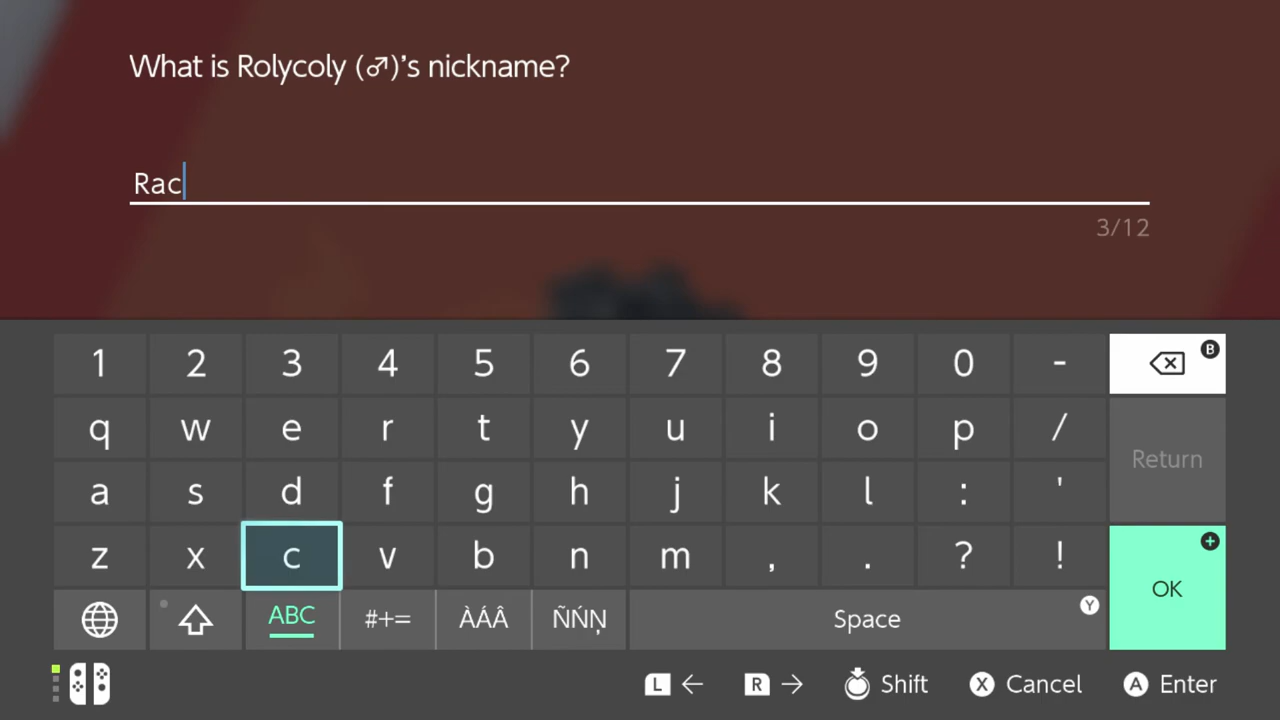 What is Rolycoly (♂)'s nickname?
Rac
3/12
1 2 3 4 5 6 7 8 9 0 - B
q w e r t y u i o p /
Return
a s d f g h j k l : '
z x c v b n m , . ? ! +
OK
ABC #+= ÀÁÂ ÑŃŅ Space Y
L ← R → Shift X Cancel A Enter